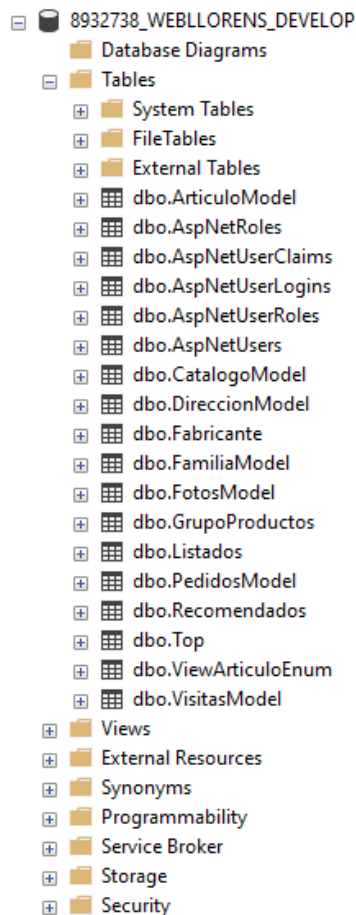 8932738_WEBLLORENS_DEVELOP
Database Diagrams
Tables
System Tables
FileTables
External Tables
dbo.ArticuloModel
dbo.AspNetRoles
dbo.AspNetUserClaims
dbo.AspNetUserLogins
dbo.AspNetUserRoles
dbo.AspNetUsers
dbo.CatalogoModel
dbo.DireccionModel
dbo.Fabricante
dbo.FamiliaModel
dbo.FotosModel
dbo.GrupoProductos
dbo.Listados
dbo.PedidosModel
dbo.Recomendados
dbo.Top
dbo.ViewArticuloEnum
dbo.VisitasModel
Views
External Resources
Synonyms
Programmability
Service Broker
Storage
Security